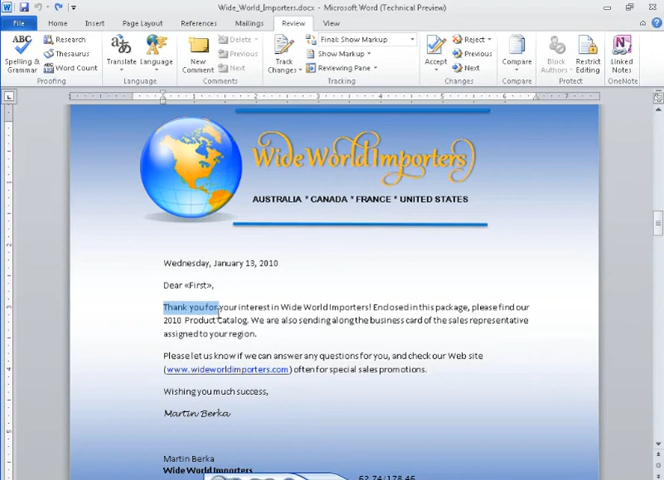 Wide_World_Importers.docx - Microsoft Word (Technical Preview)
File Home Insert Page Layout References Mailings Review View
ABC Spelling & Grammar Research Thesaurus Word Count Translate Language New Comment Delete Previous Next Track Changes Final: Show Markup Show Markup Reviewing Pane Accept Reject Previous Next Compare Block Authors Restrict Editing Linked Notes
Proofing Language Comments Tracking Changes Compare Protect OneNote
Wide World Importers
AUSTRALIA * CANADA * FRANCE * UNITED STATES
Wednesday, January 13, 2010
Dear «First»,
Thank you for your interest in Wide World Importers! Enclosed in this package, please find our
2010 Product Catalog. We are also sending along the business card of the sales representative
assigned to your region.
Please let us know if we can answer any questions for you, and check our Web site
(www.wideworldimporters.com) often for special sales promotions.
Wishing you much success,
Martin Berka
Martin Berka
Wide World Importers